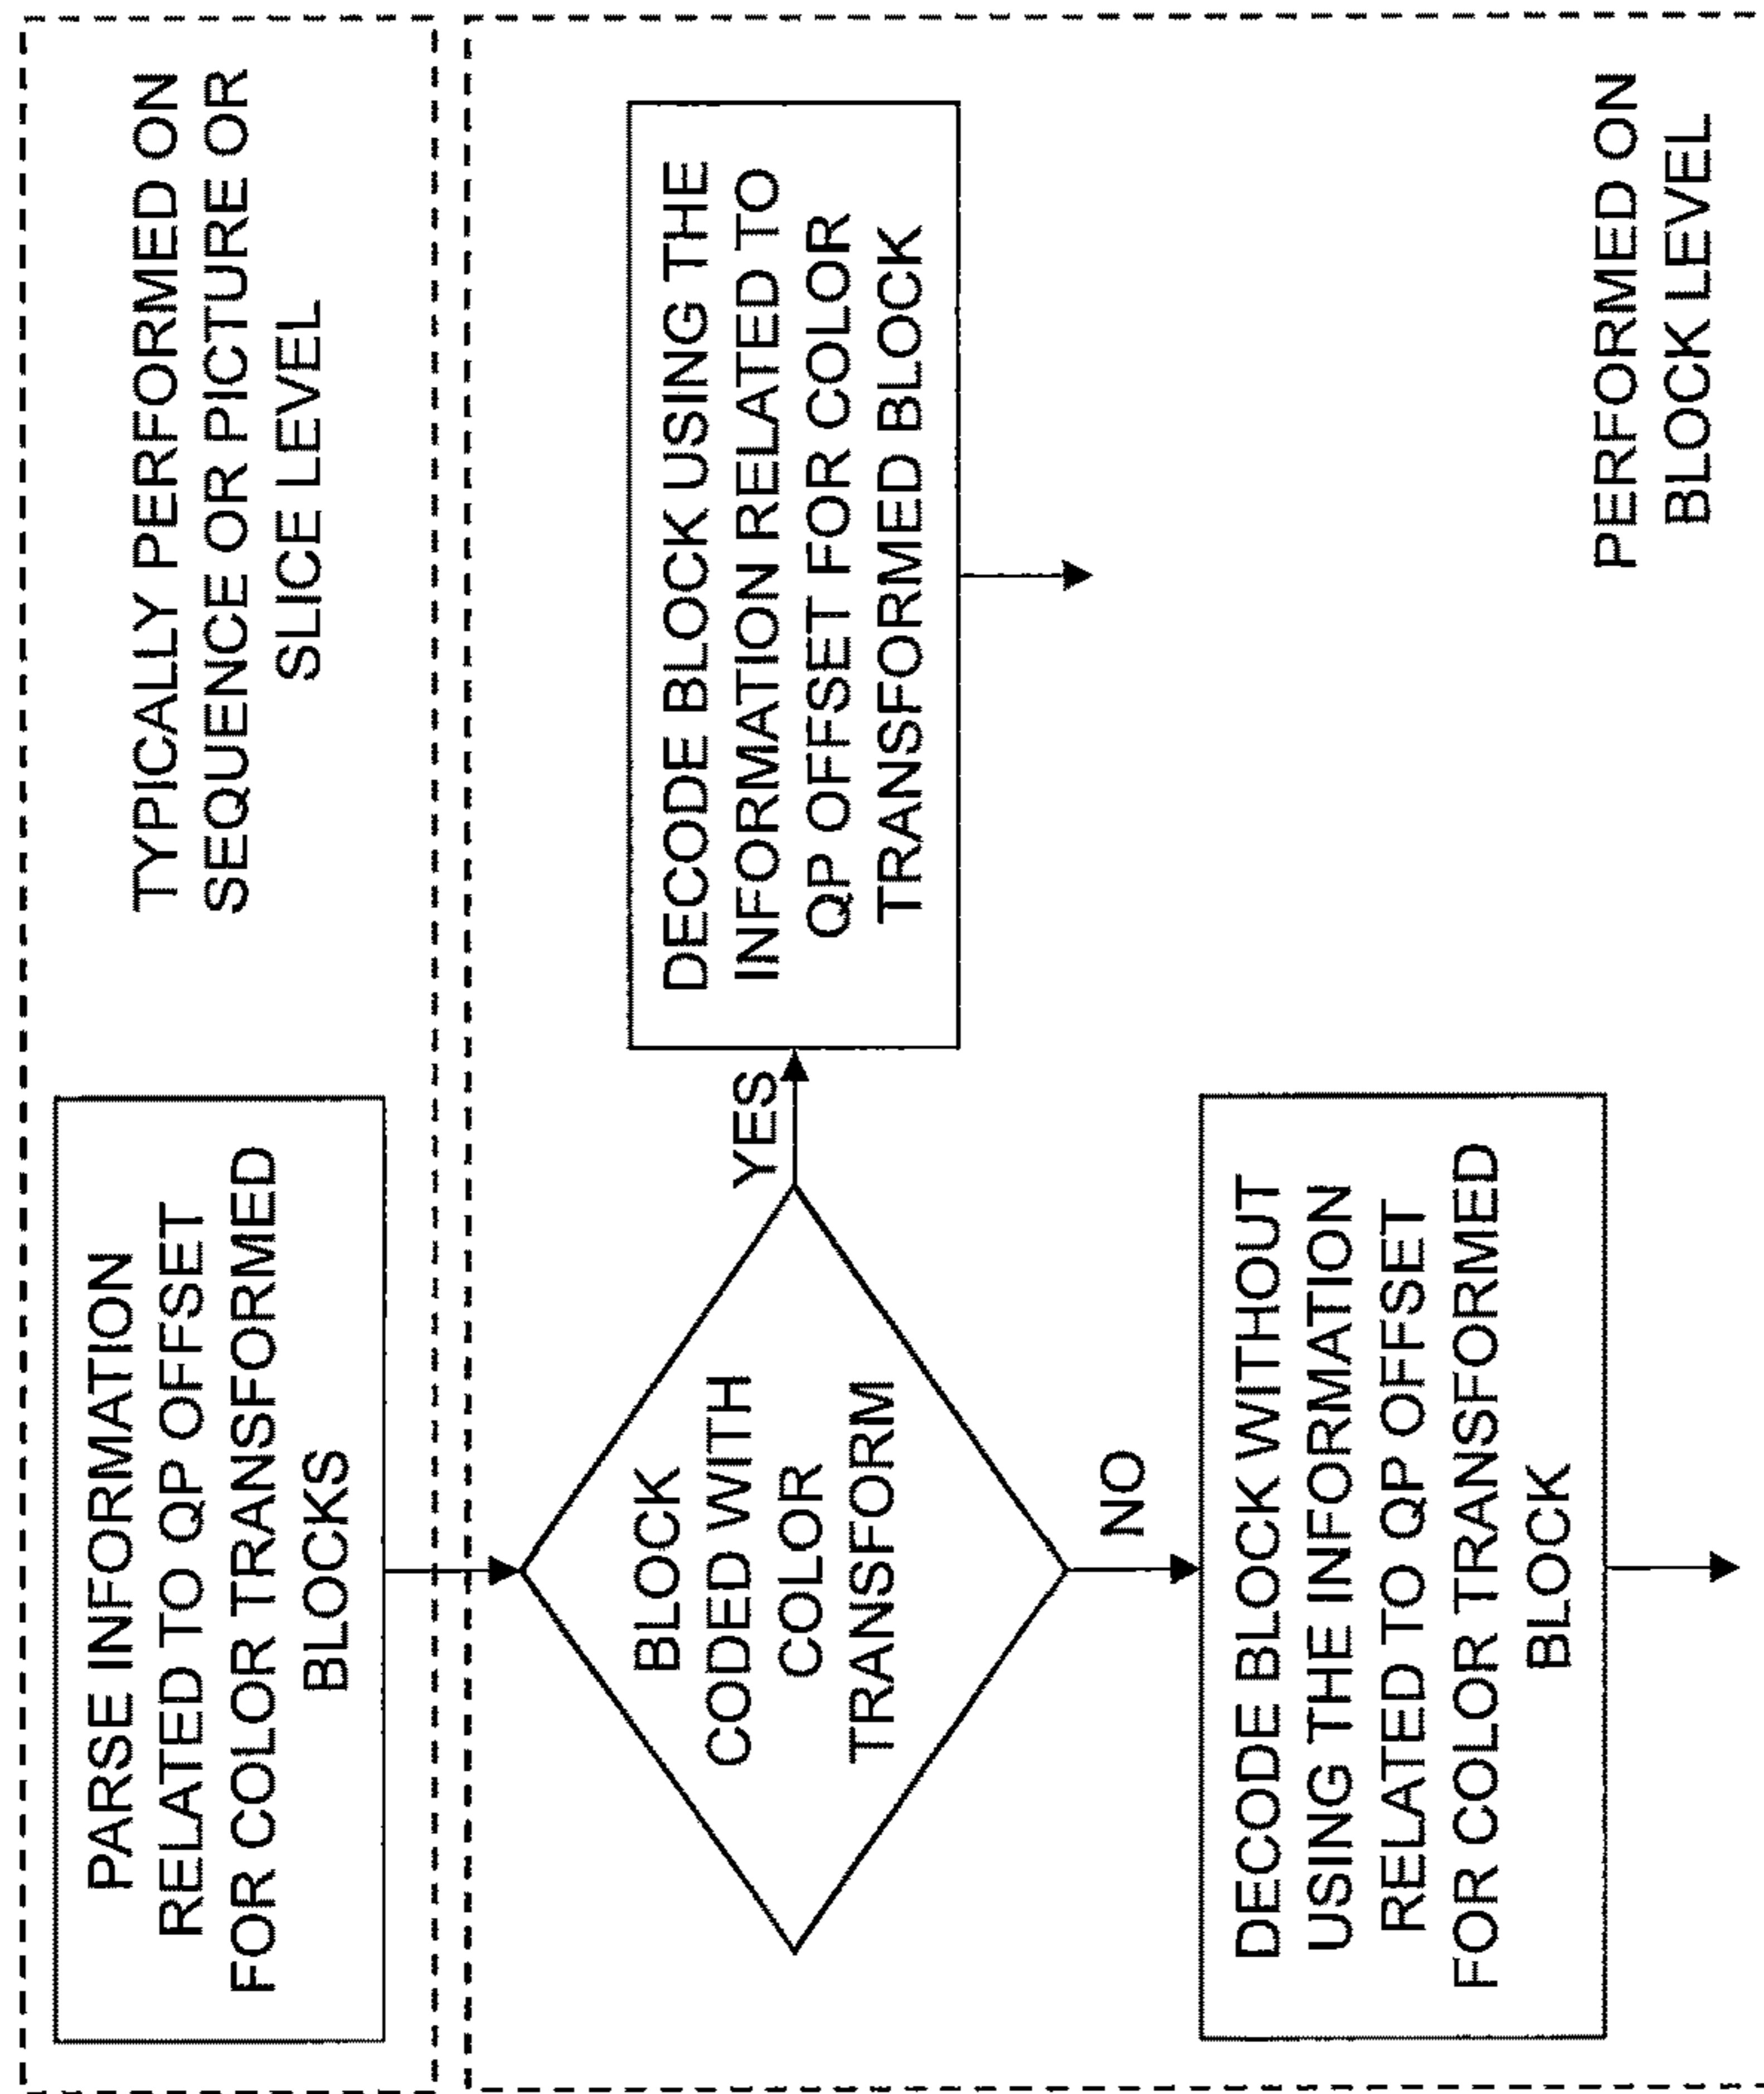 PARSE INFORMATION
RELATED TO QP OFFSET
FOR COLOR TRANSFORMED
BLOCKS
TYPICALLY PERFORMED ON
SEQUENCE OR PICTURE OR
SLICE LEVEL
BLOCK
CODED WITH
COLOR
TRANSFORM
YES
DECODE BLOCK USING THE
INFORMATION RELATED TO
QP OFFSET FOR COLOR
TRANSFORMED BLOCK
NO
DECODE BLOCK WITHOUT
USING THE INFORMATION
RELATED TO QP OFFSET
FOR COLOR TRANSFORMED
BLOCK
PERFORMED ON
BLOCK LEVEL